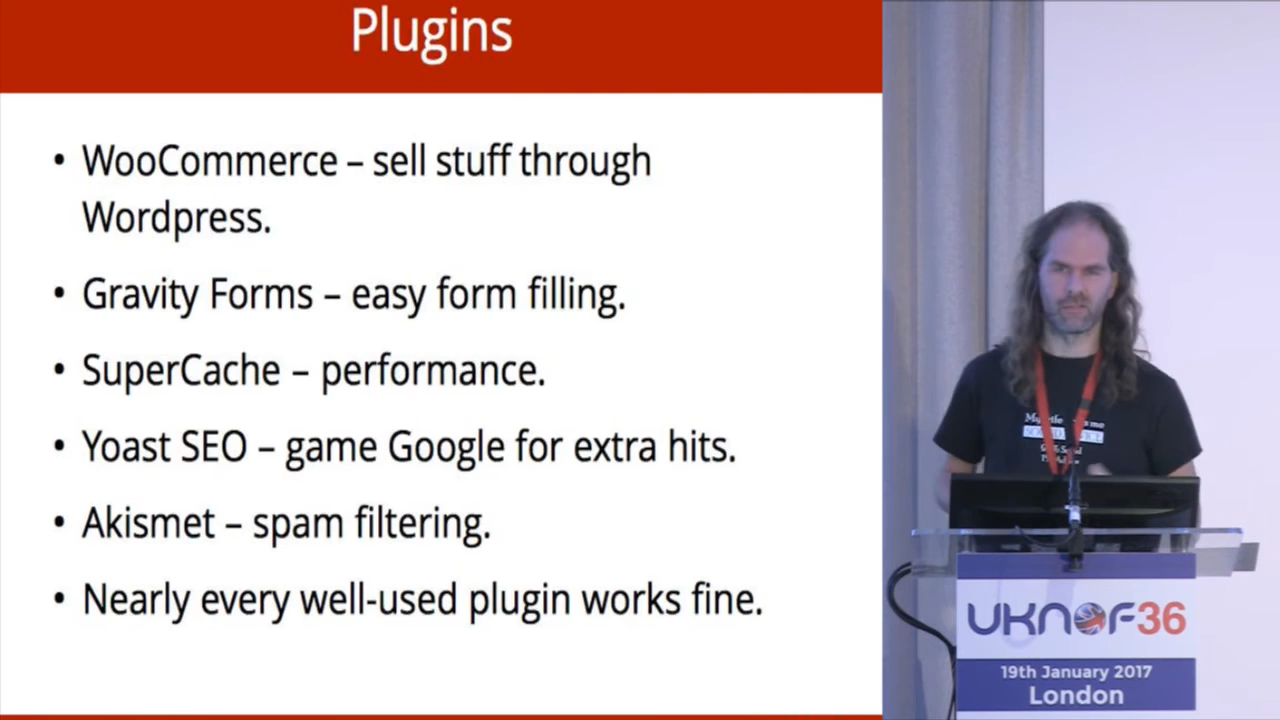 Plugins
• WooCommerce – sell stuff through
Wordpress.
• Gravity Forms – easy form filling.
• SuperCache – performance.
• Yoast SEO – game Google for extra hits.
• Akismet – spam filtering.
• Nearly every well-used plugin works fine.
UKNOF36
19th January 2017
London